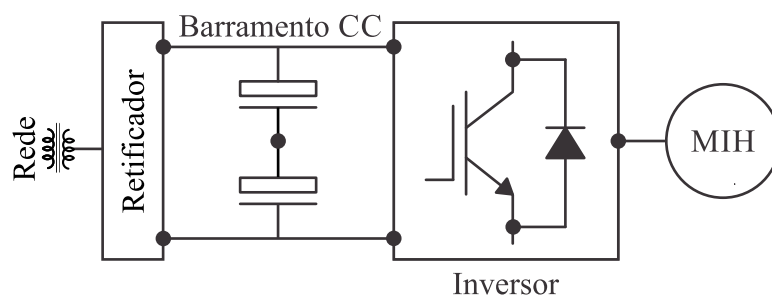 Barramento CC
Rede
Retificador
MIH
Inversor